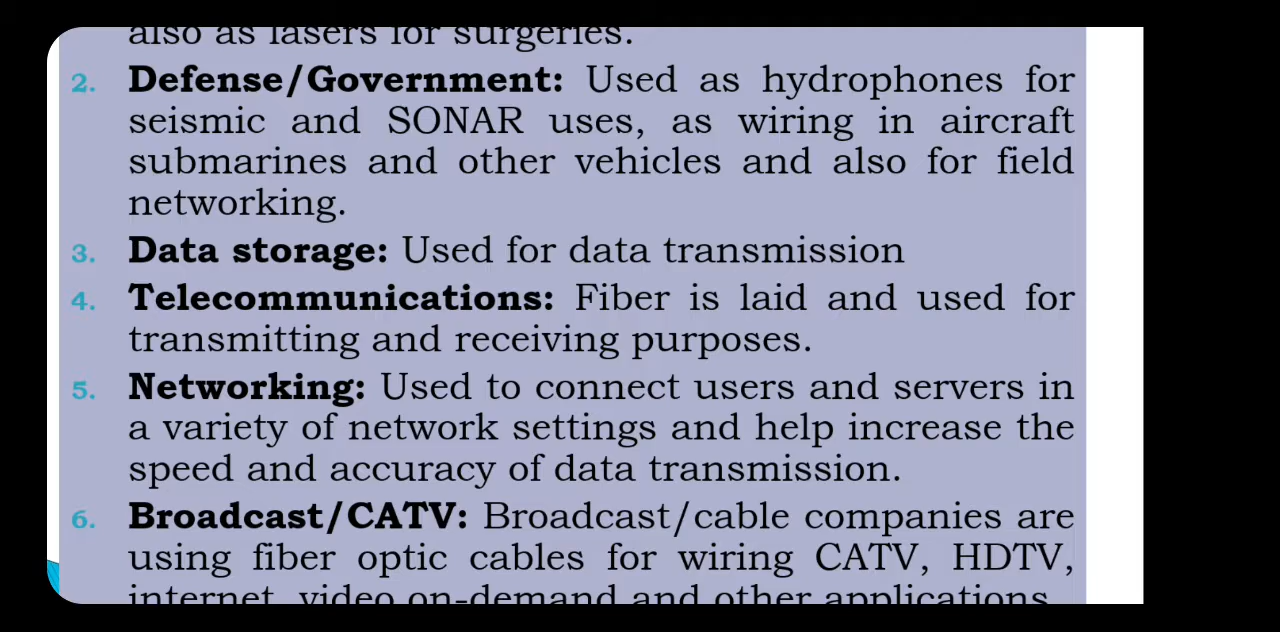 also as lasers for surgeries.
2. Defense/Government: Used as hydrophones for
seismic and SONAR uses, as wiring in aircraft
submarines and other vehicles and also for field
networking.
3. Data storage: Used for data transmission
4. Telecommunications: Fiber is laid and used for
transmitting and receiving purposes.
5. Networking: Used to connect users and servers in
a variety of network settings and help increase the
speed and accuracy of data transmission.
6. Broadcast/CATV: Broadcast/cable companies are
using fiber optic cables for wiring CATV, HDTV,
internet, video on-demand and other applications.